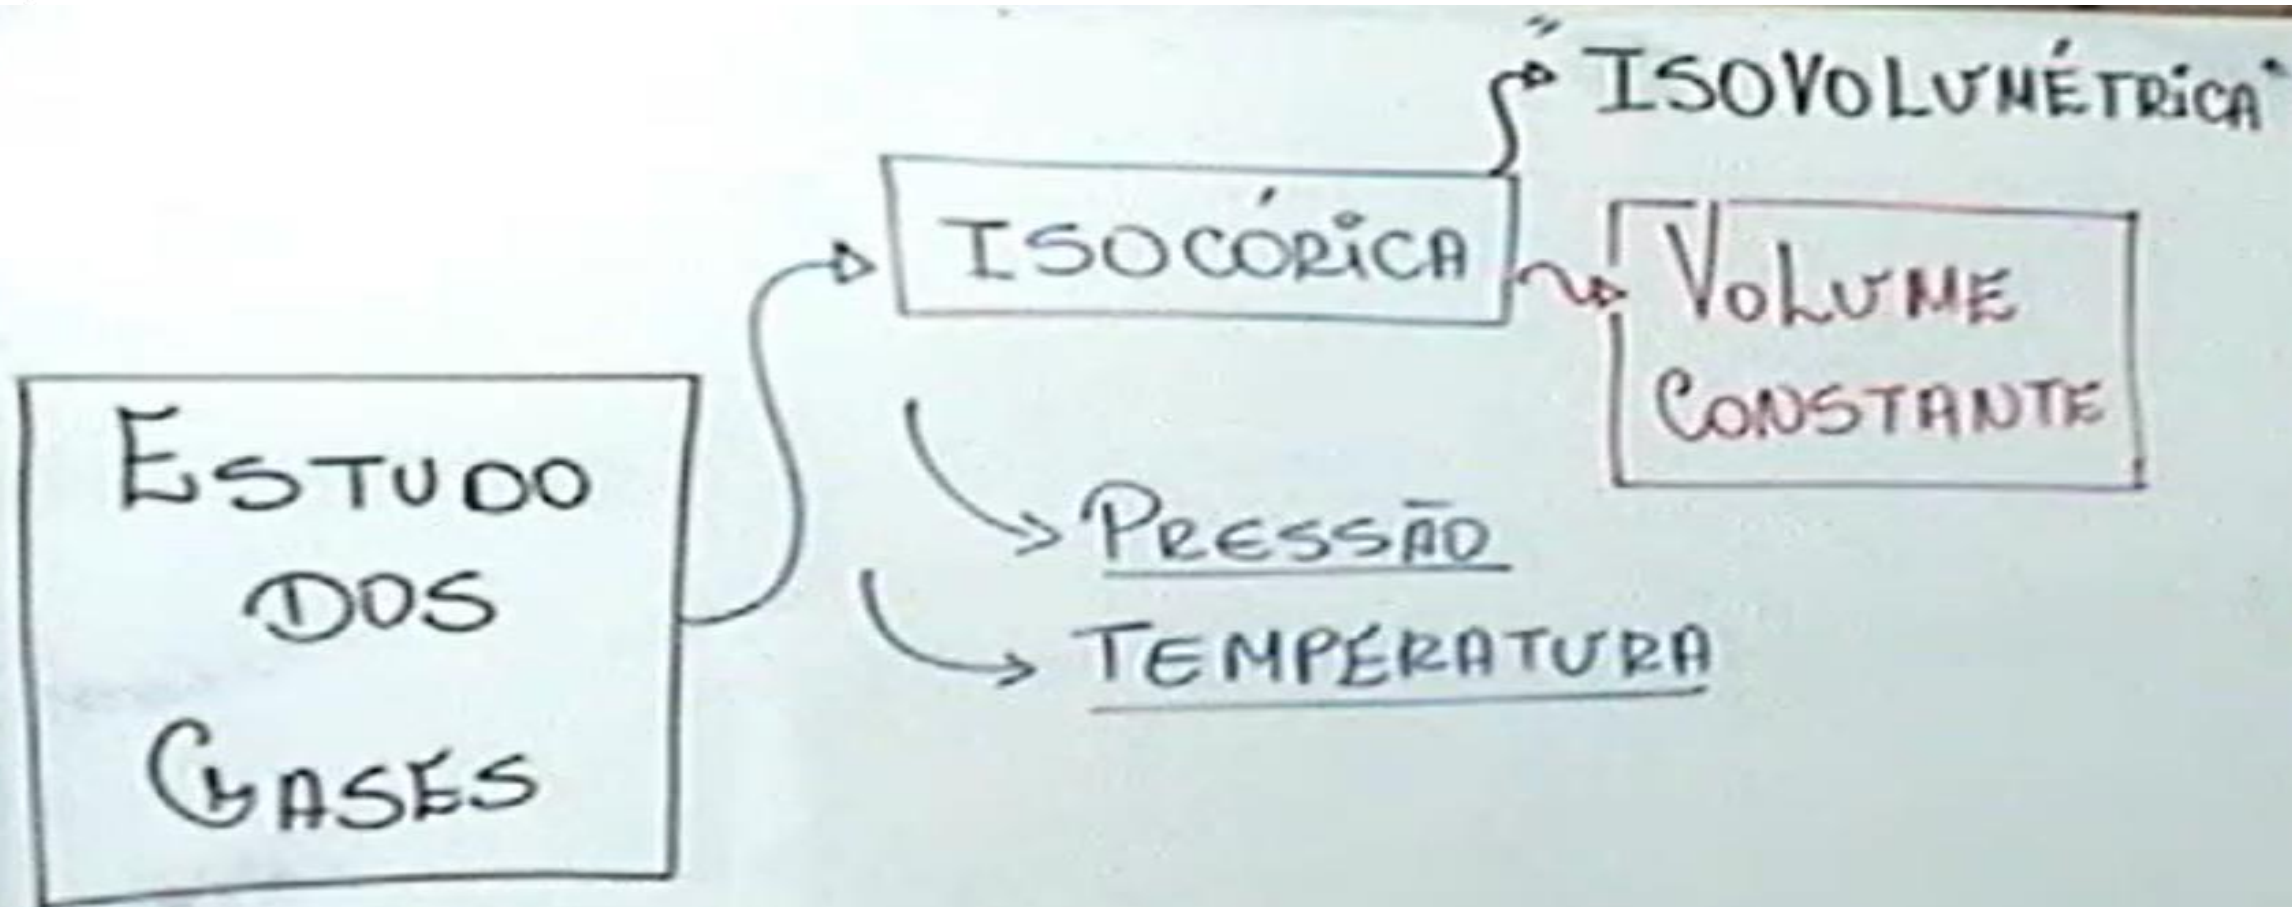 "ISOVOLUMÉTRICA"
ISOCÓRICA
VOLUME
CONSTANTE
ESTUDO
DOS
GASES
PRESSÃO
TEMPERATURA